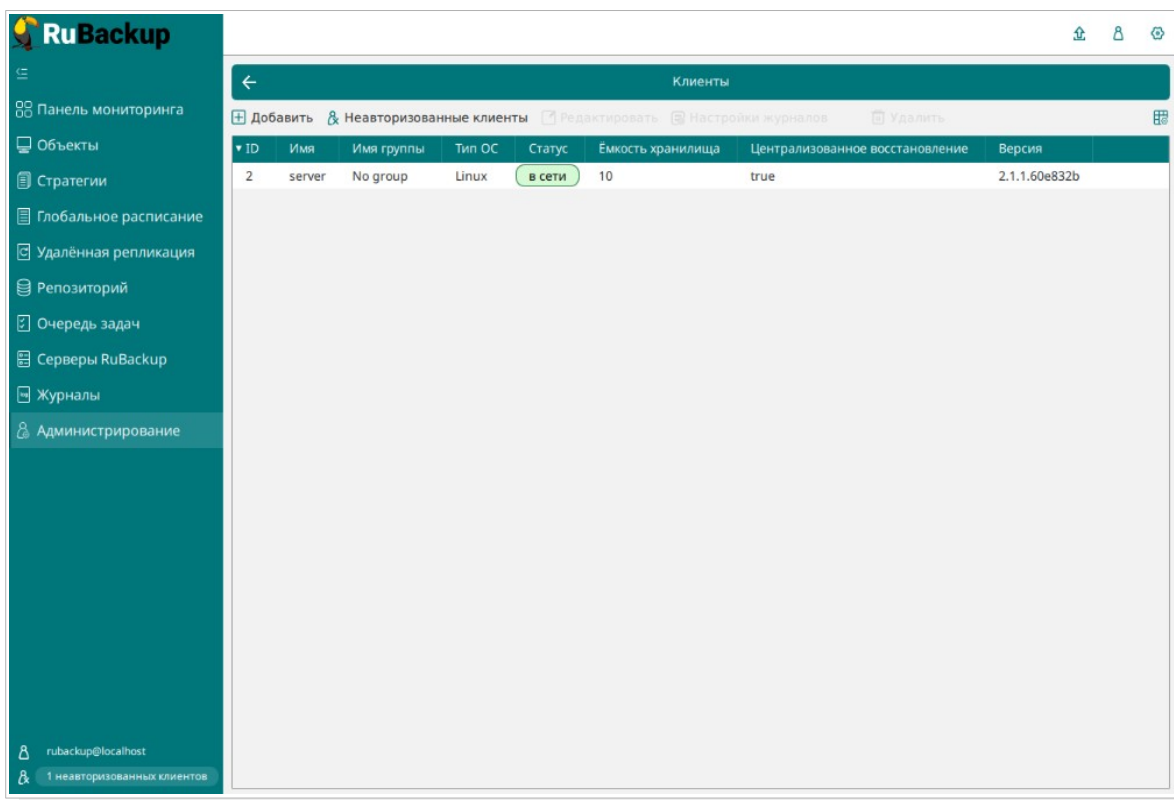 RuBackup
Клиенты
Панель мониторинга
Объекты
Стратегии
Глобальное расписание
Удалённая репликация
Репозиторий
Очередь задач
Серверы RuBackup
Журналы
Администрирование
Добавить Неавторизованные клиенты Редактировать Настройки журналов Удалить
ID Имя Имя группы Тип ОС Статус Ёмкость хранилища Централизованное восстановление Версия
2 server No group Linux в сети 10 true 2.1.1.60e832b
rubackup@localhost
1 неавторизованных клиентов